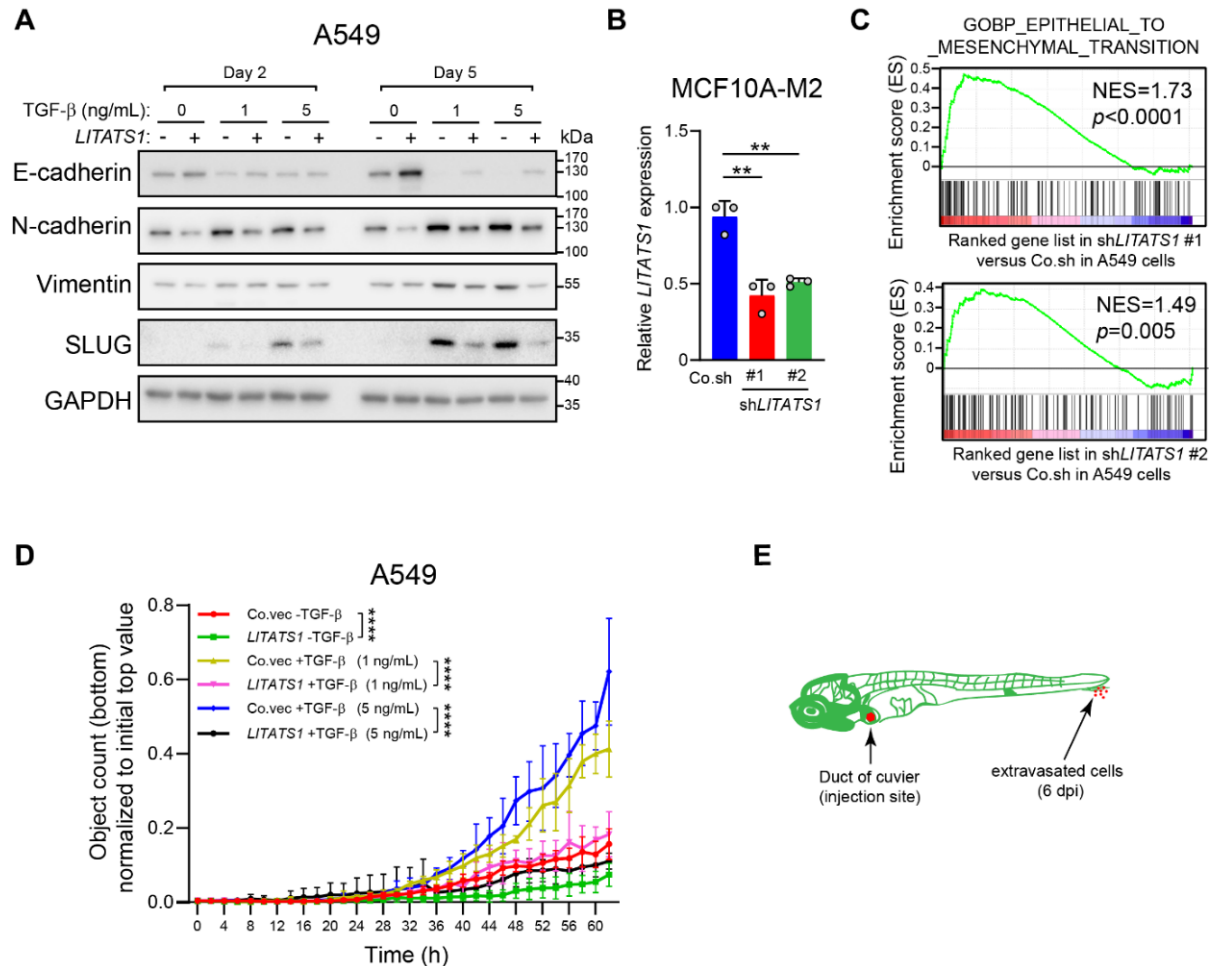 A
A549
Day 2 Day 5
TGF-β (ng/mL): 0 1 5 0 1 5
LITATS1: - + - + - + - + - + - + kDa
E-cadherin 170 130 100
N-cadherin 170 130 100
Vimentin 55
SLUG 35
GAPDH 40 35
B
MCF10A-M2
Relative LITATS1 expression
1.5
1.0
0.5
0
**
**
Co.sh #1 #2
shLITATS1
C
GOBP_EPITHELIAL_TO
_MESENCHYMAL_TRANSITION
Enrichment score (ES)
0.5
0.4
0.3
0.2
0.1
0
NES=1.73
p<0.0001
Ranked gene list in shLITATS1 #1
versus Co.sh in A549 cells
Enrichment score (ES)
0.4
0.3
0.2
0.1
0
NES=1.49
p=0.005
Ranked gene list in shLITATS1 #2
versus Co.sh in A549 cells
D
A549
Object count (bottom)
normalized to initial top value
0.8
0.6
0.4
0.2
0.0
Co.vec -TGF-β
LITATS1 -TGF-β
****
Co.vec +TGF-β (1 ng/mL)
LITATS1 +TGF-β (1 ng/mL)
****
Co.vec +TGF-β (5 ng/mL)
LITATS1 +TGF-β (5 ng/mL)
****
0 4 8 12 16 20 24 28 32 36 40 44 48 52 56 60
Time (h)
E
Duct of cuvier
(injection site)
extravasated cells
(6 dpi)